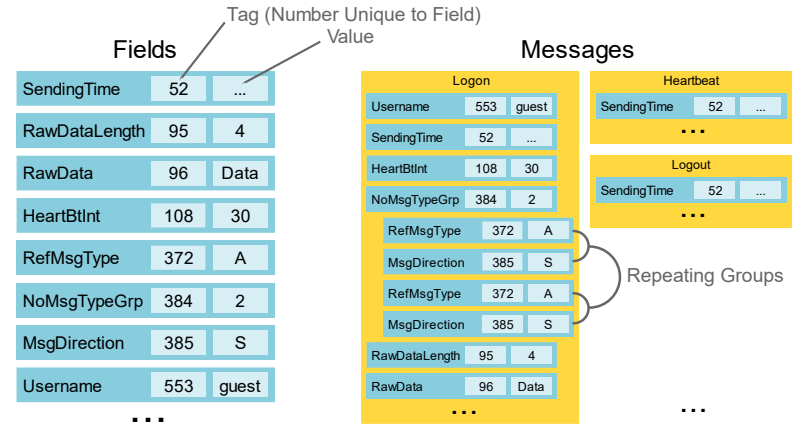 Tag (Number Unique to Field)
Value
Fields
SendingTime 52 ...
RawDataLength 95 4
RawData 96 Data
HeartBtInt 108 30
RefMsgType 372 A
NoMsgTypeGrp 384 2
MsgDirection 385 S
Username 553 guest
...
Messages
Logon
Username 553 guest
SendingTime 52 ...
HeartBtInt 108 30
NoMsgTypeGrp 384 2
RefMsgType 372 A
MsgDirection 385 S
RefMsgType 372 A
MsgDirection 385 S
RawDataLength 95 4
RawData 96 Data
...
Repeating Groups
Heartbeat
SendingTime 52 ...
...
Logout
SendingTime 52 ...
...
...